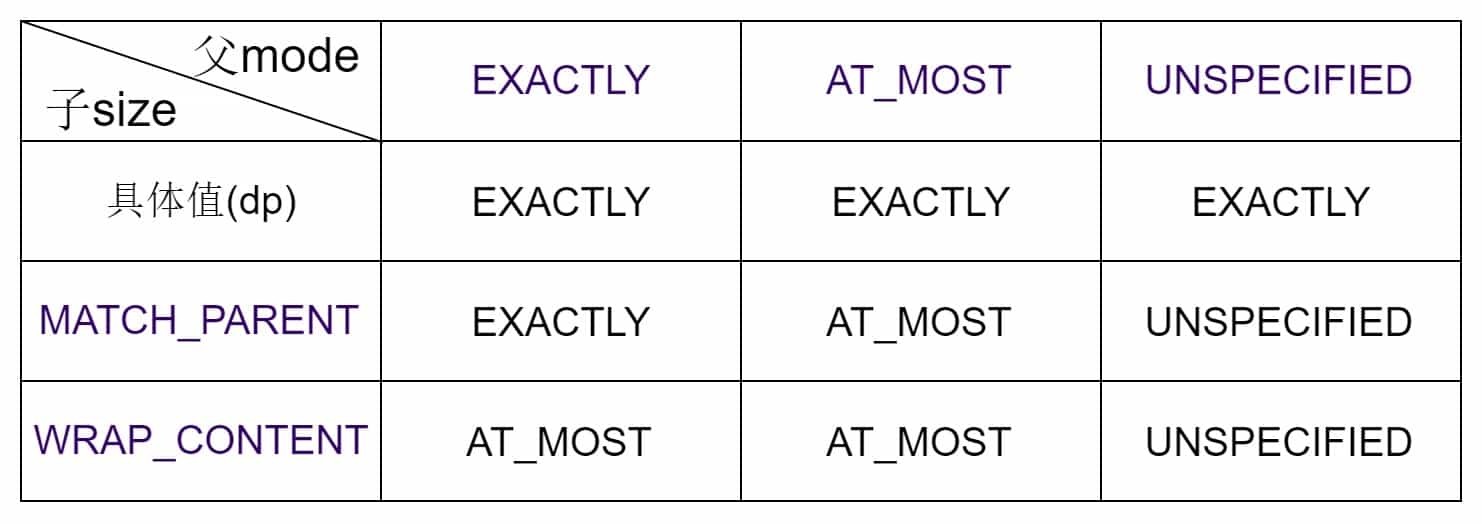 父mode
子size
EXACTLY
AT_MOST
UNSPECIFIED
具体值(dp)
EXACTLY
EXACTLY
EXACTLY
MATCH_PARENT
EXACTLY
AT_MOST
UNSPECIFIED
WRAP_CONTENT
AT_MOST
AT_MOST
UNSPECIFIED